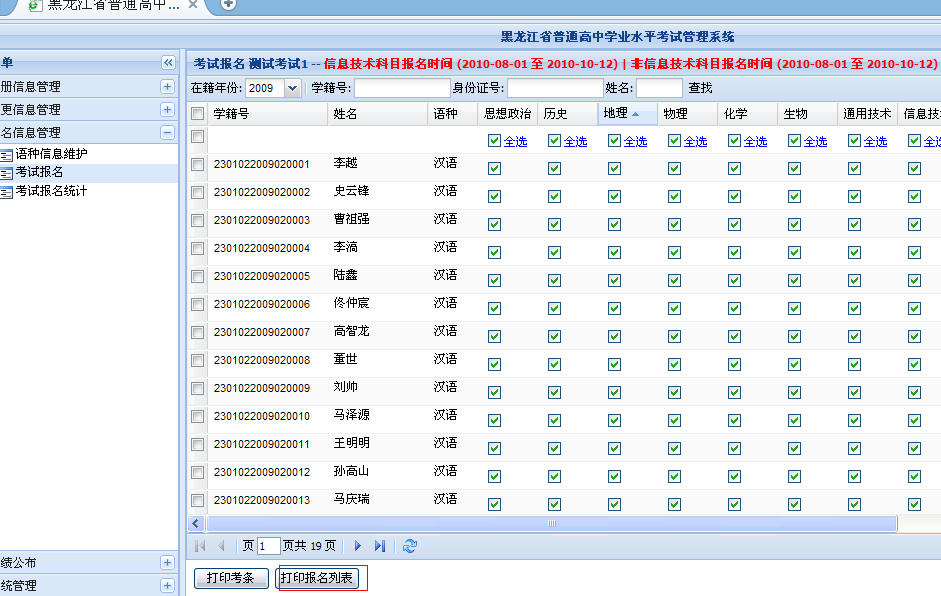 黑龙江省普通高中...
黑龙江省普通高中学业水平考试管理系统
单
考试报名 测试考试1 -- 信息技术科目报名时间 (2010-08-01 至 2010-10-12) | 非信息技术科目报名时间 (2010-08-01 至 2010-10-12)
册信息管理
更信息管理
名信息管理
语种信息维护
考试报名
考试报名统计
绩公布
统管理
在籍年份: 2009 学籍号: 身份证号: 姓名: 查找
学籍号 姓名 语种 思想政治 历史 地理 物理 化学 生物 通用技术 信息技
全选 全选 全选 全选 全选 全选 全选 全选
2301022009020001 李越 汉语
2301022009020002 史云锋 汉语
2301022009020003 曹祖强 汉语
2301022009020004 李滈 汉语
2301022009020005 陆鑫 汉语
2301022009020006 佟仲宸 汉语
2301022009020007 高智龙 汉语
2301022009020008 董世 汉语
2301022009020009 刘帅 汉语
2301022009020010 马泽源 汉语
2301022009020011 王明明 汉语
2301022009020012 孙高山 汉语
2301022009020013 马庆瑞 汉语
页 1 页共 19 页
打印考条 打印报名列表